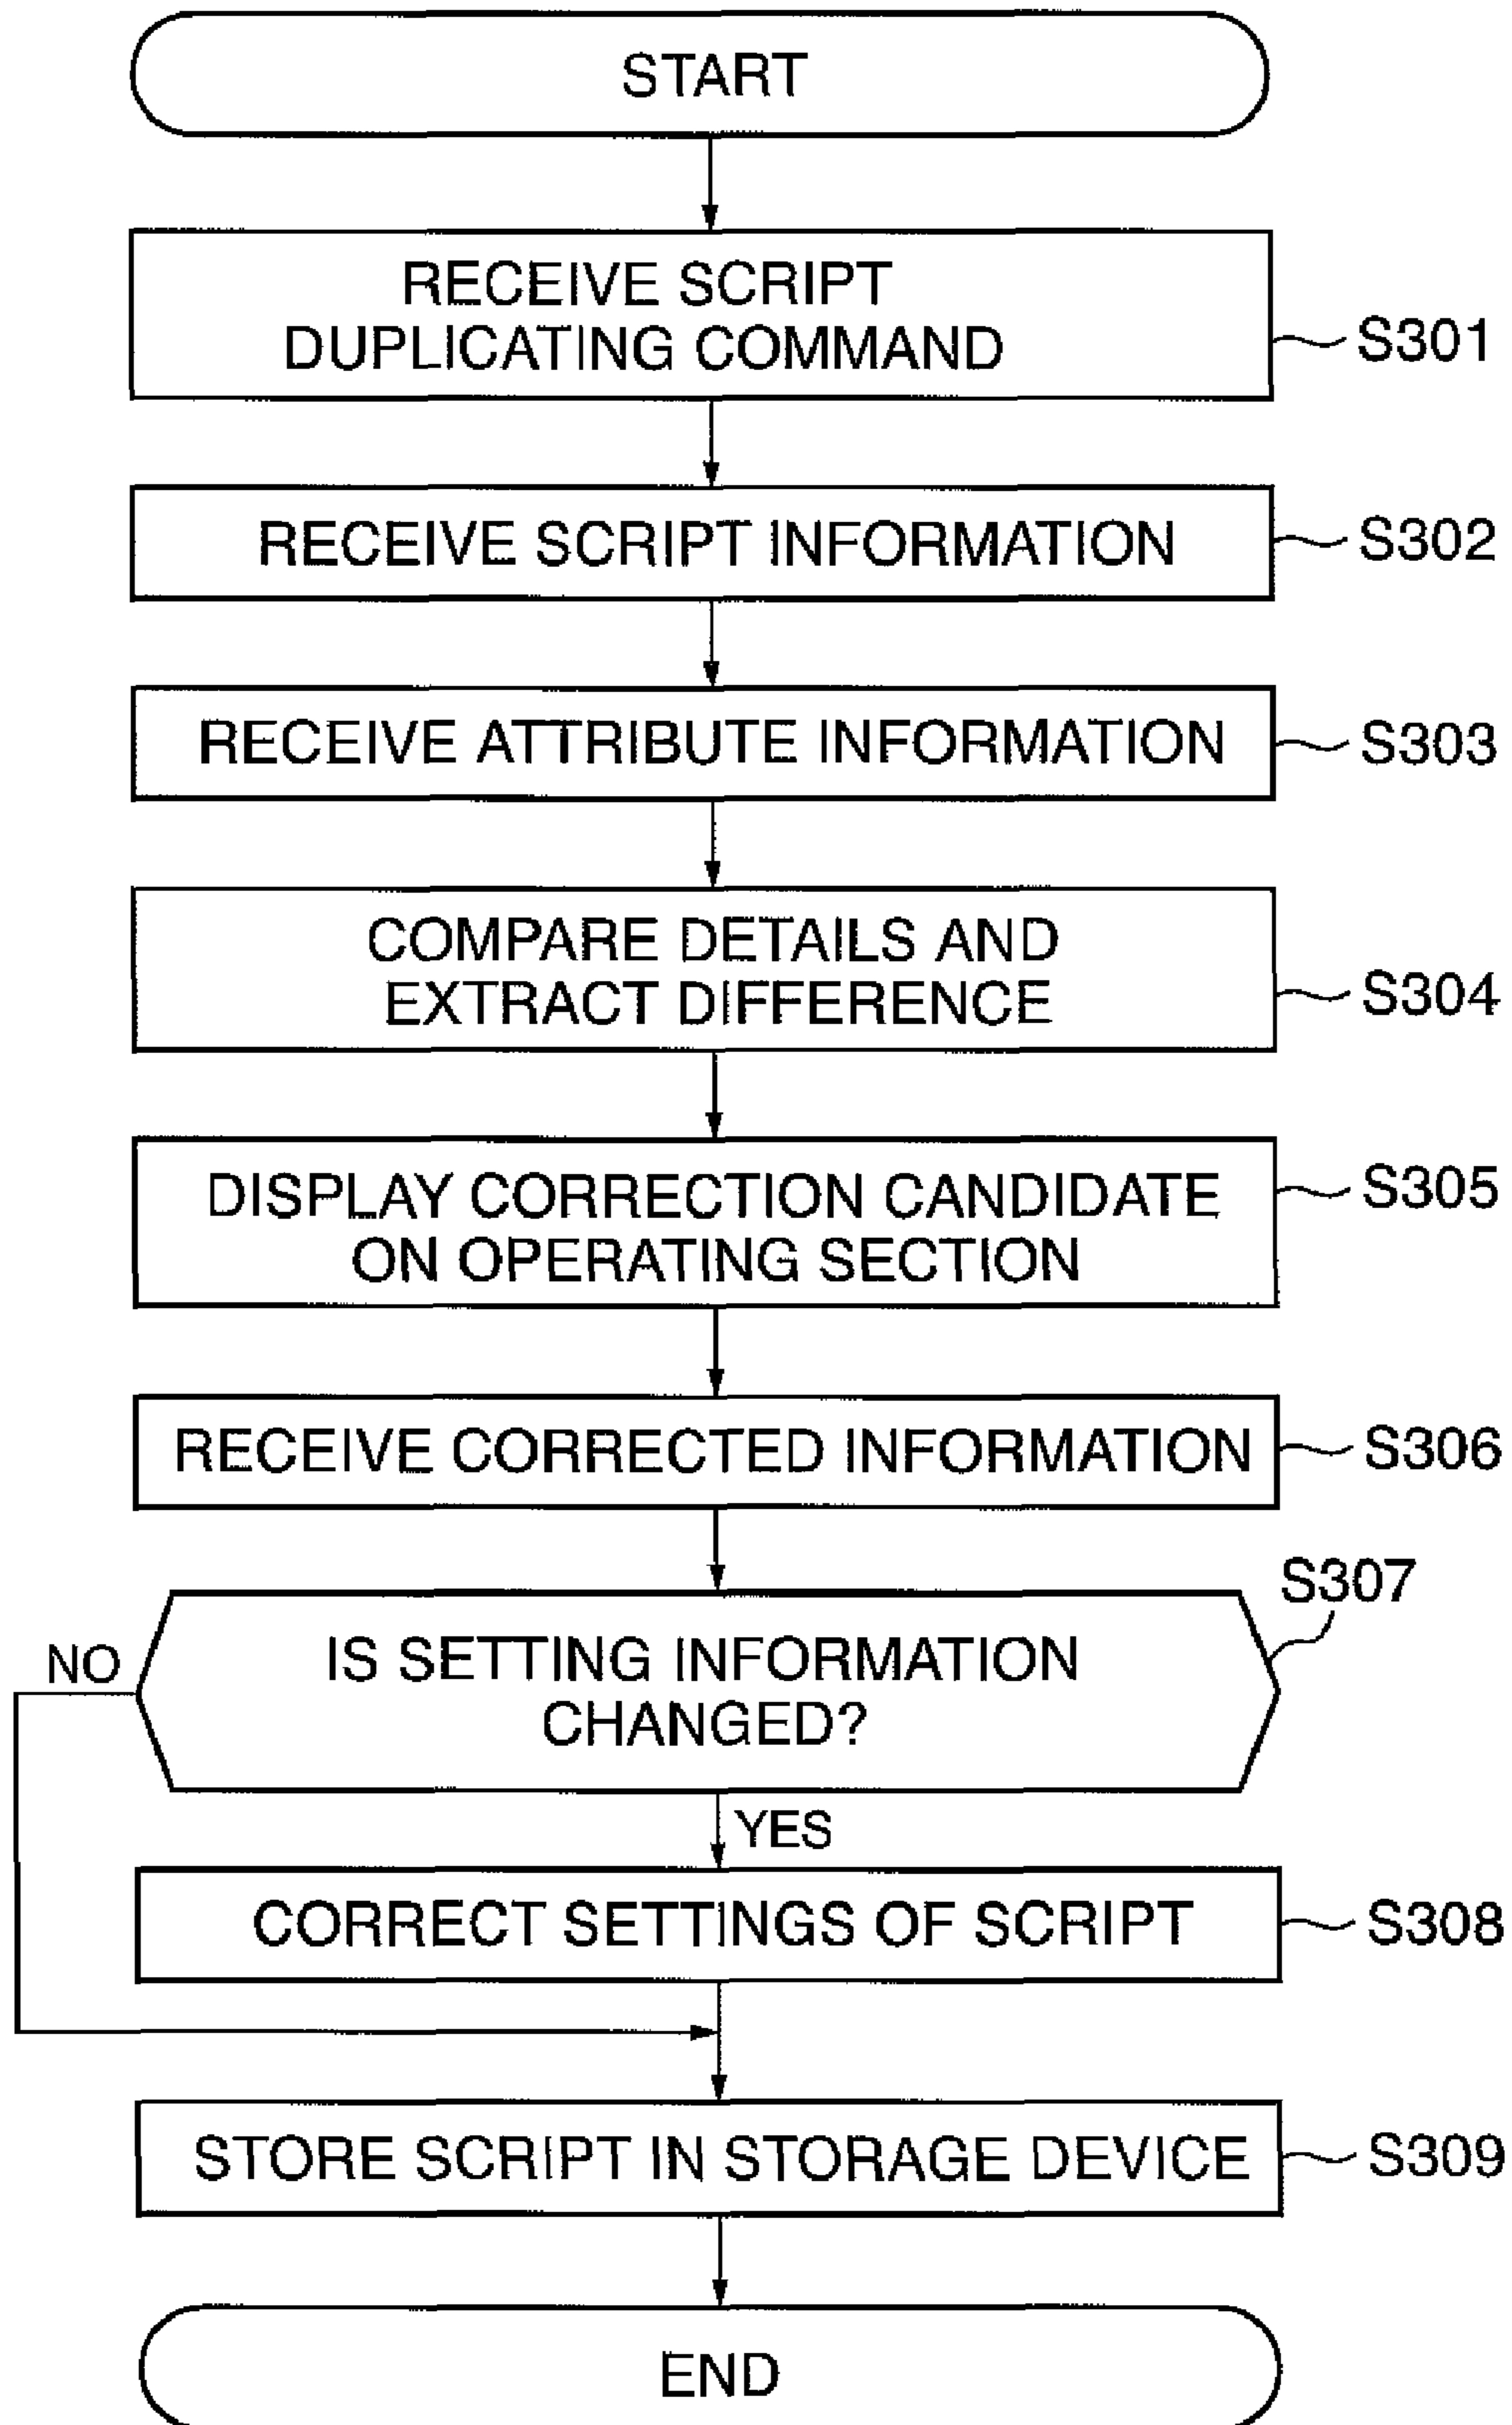 START
RECEIVE SCRIPT
DUPLICATING COMMAND
S301
RECEIVE SCRIPT INFORMATION
S302
RECEIVE ATTRIBUTE INFORMATION
S303
COMPARE DETAILS AND
EXTRACT DIFFERENCE
S304
DISPLAY CORRECTION CANDIDATE
ON OPERATING SECTION
S305
RECEIVE CORRECTED INFORMATION
S306
S307
IS SETTING INFORMATION
CHANGED?
NO
YES
CORRECT SETTINGS OF SCRIPT
S308
STORE SCRIPT IN STORAGE DEVICE
S309
END